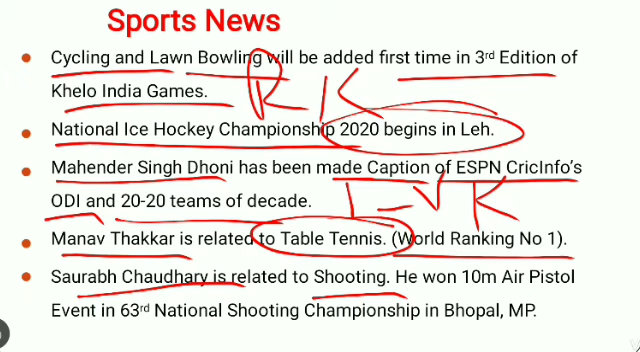 Sports News
Cycling and Lawn Bowling will be added first time in 3rd Edition of
Khelo India Games.
R K
National Ice Hockey Championship 2020 begins in Leh.
Mahender Singh Dhoni has been made Caption of ESPN CricInfo's
ODI and 20-20 teams of decade.
Manav Thakkar is related to Table Tennis. (World Ranking No 1).
Saurabh Chaudhary is related to Shooting. He won 10m Air Pistol
Event in 63rd National Shooting Championship in Bhopal, MP.